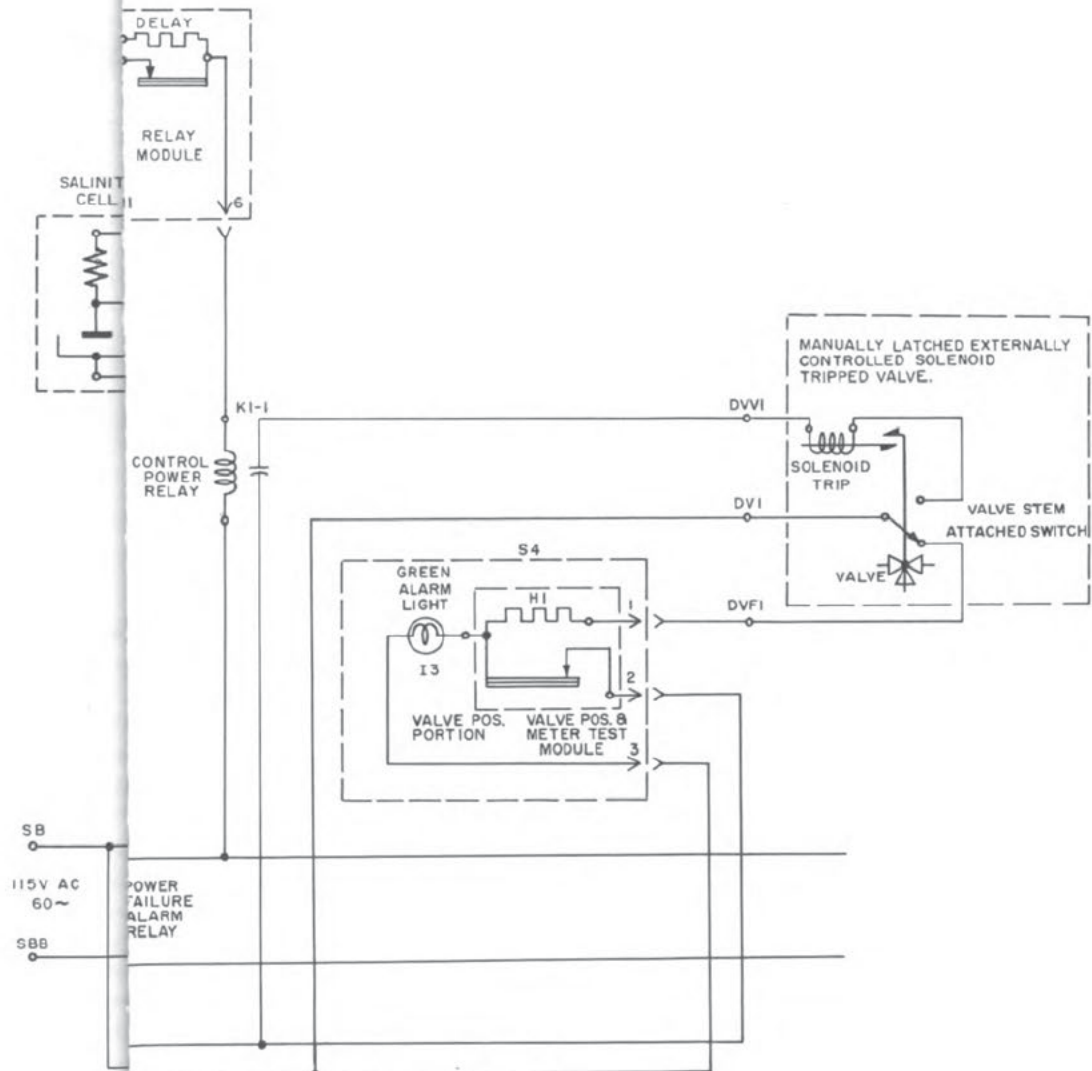 DELAY
RELAY
MODULE
SALINIT
CELL 11
6
K1-1
CONTROL
POWER
RELAY
MANUALLY LATCHED EXTERNALLY
CONTROLLED SOLENOID
TRIPPED VALVE.
DVV1
SOLENOID
TRIP
DV1
VALVE STEM
ATTACHED SWITCH
VALVE
S4
GREEN
ALARM
LIGHT
H1
1
DVF1
I3
2
VALVE POS.
PORTION
VALVE POS. &
METER TEST
MODULE
3
SB
115V AC
60~
POWER
FAILURE
ALARM
RELAY
SBB